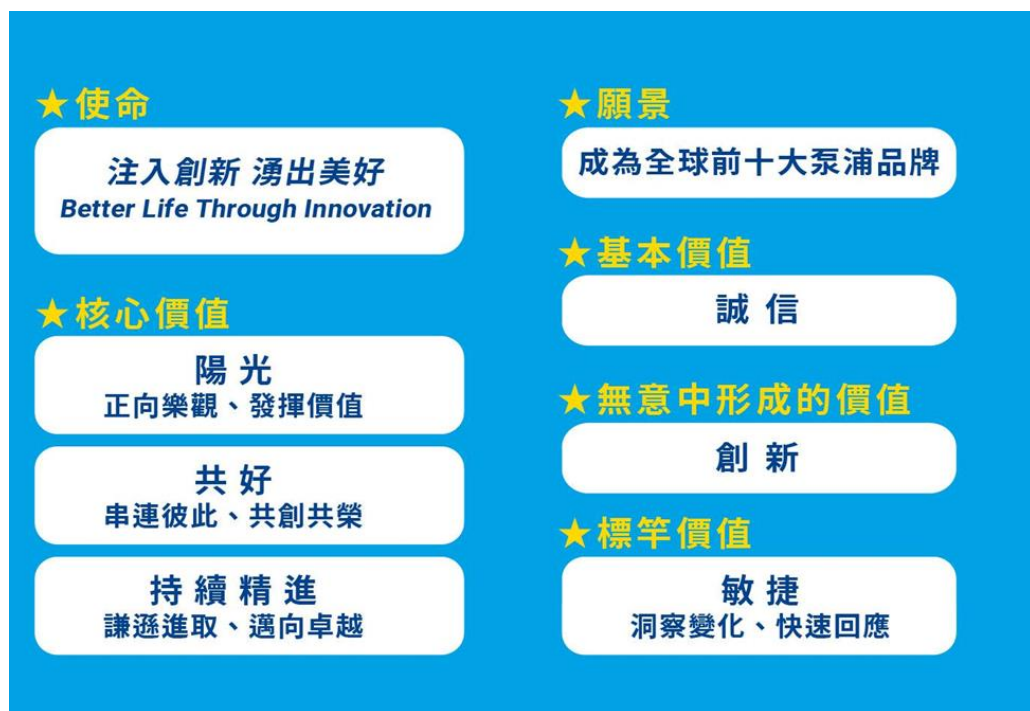 ★使命
注入創新 湧出美好
Better Life Through Innovation
★核心價值
陽光
正向樂觀、發揮價值
共好
串連彼此、共創共榮
持續精進
謙遜進取、邁向卓越
★願景
成為全球前十大泵浦品牌
★基本價值
誠信
★無意中形成的價值
創新
★標竿價值
敏捷
洞察變化、快速回應